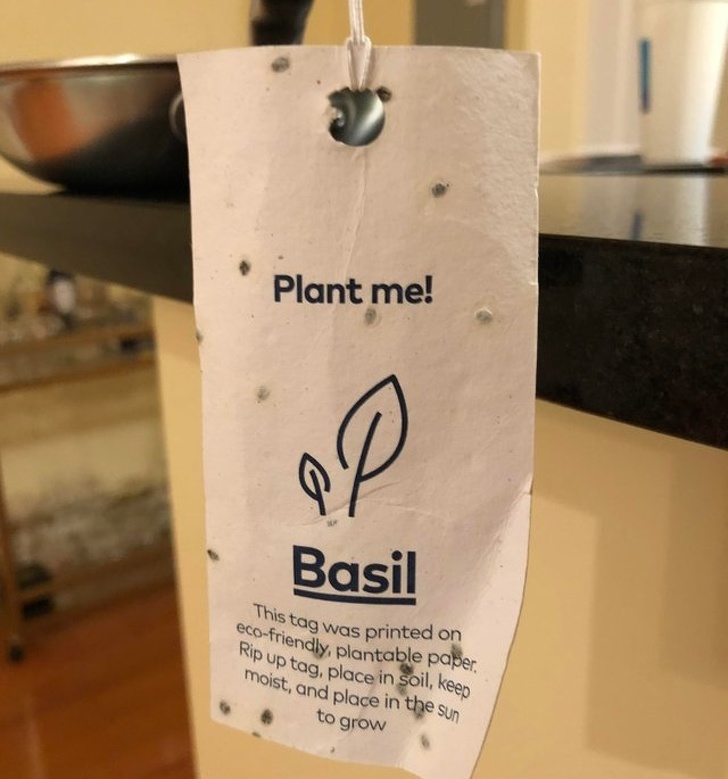 Plant me!
Basil
This tag was printed on
eco-friendly, plantable paper.
Rip up tag, place in soil, keep
moist, and place in the sun
to grow